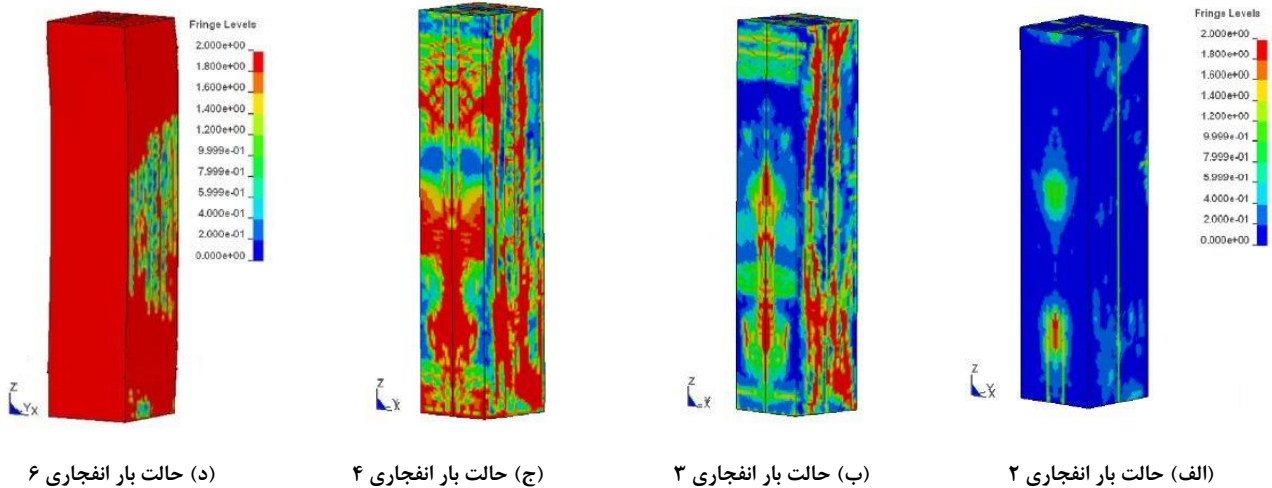 Fringe Levels
2.000e+00
1.800e+00
1.600e+00
1.400e+00
1.200e+00
9.999e-01
7.999e-01
5.999e-01
4.000e-01
2.000e-01
0.000e+00
Fringe Levels
2.000e+00
1.800e+00
1.600e+00
1.400e+00
1.200e+00
9.999e-01
7.999e-01
5.999e-01
4.000e-01
2.000e-01
0.000e+00
Z
Y X
Z
X
Z
X
Z
X
(الف) حالت بار انفجاری ۲
(ب) حالت بار انفجاری ۳
(ج) حالت بار انفجاری ۴
(د) حالت بار انفجاری ۶